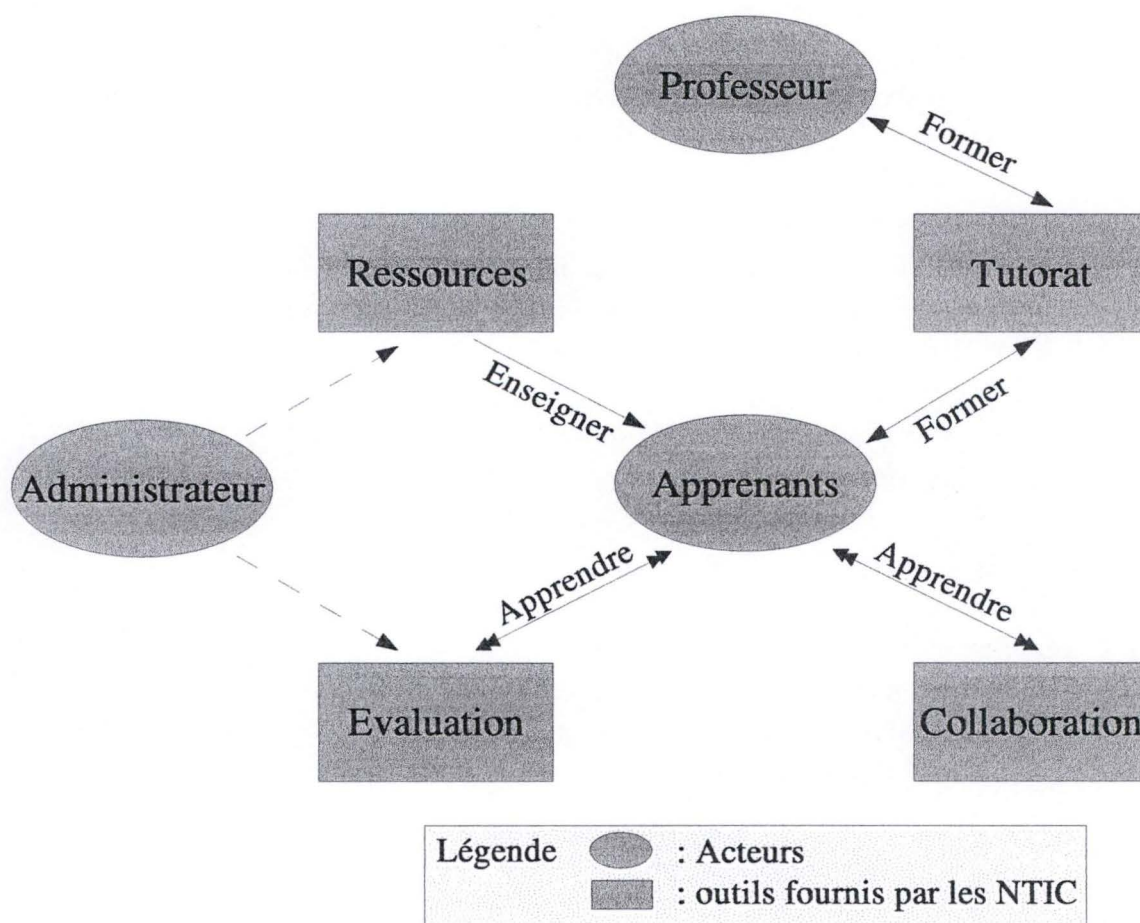 Professeur
Former
Ressources
Tutorat
Enseigner
Former
Administrateur
Apprenants
Apprendre
Apprendre
Evaluation
Collaboration
Légende
: Acteurs
: outils fournis par les NTIC